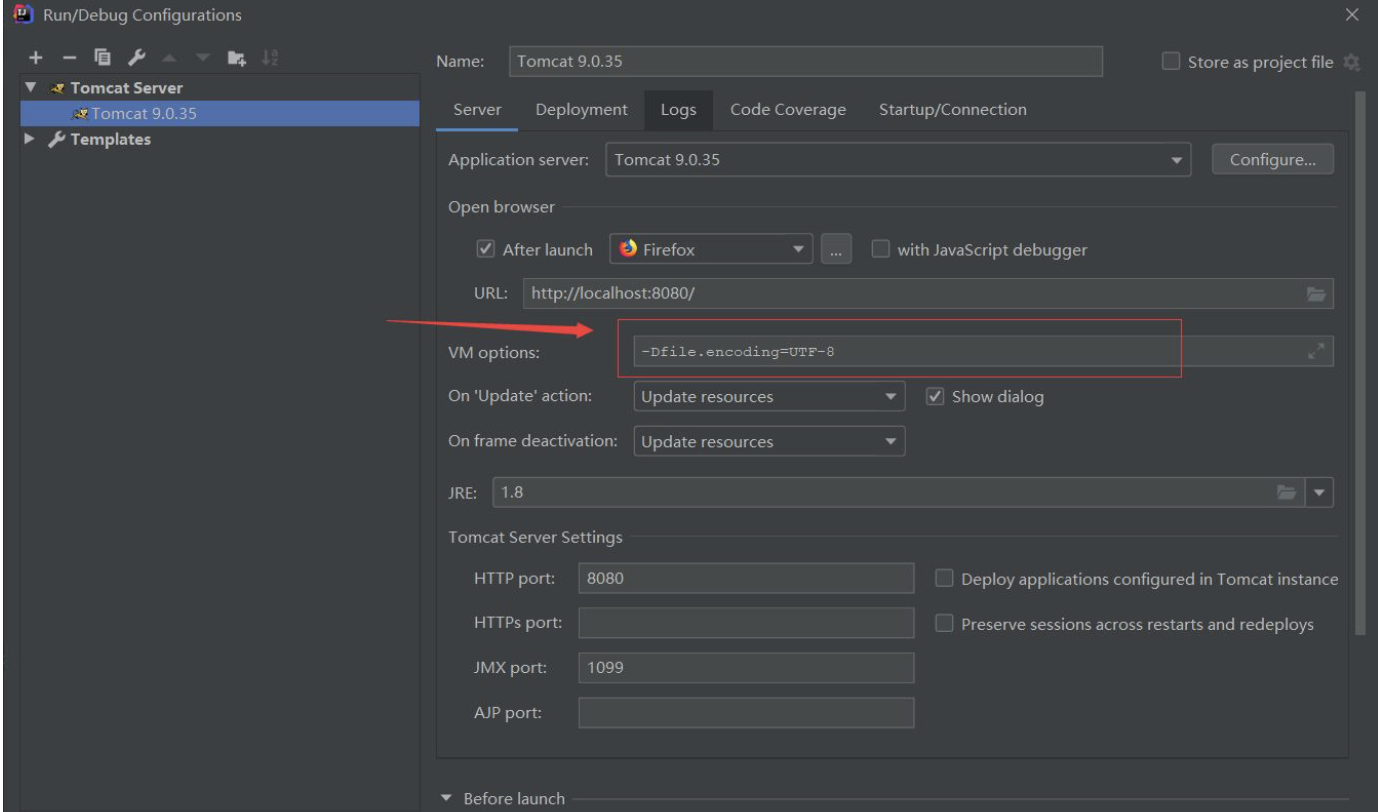 Run/Debug Configurations
Name: Tomcat 9.0.35 Store as project file
Tomcat Server
Tomcat 9.0.35
Templates
Server Deployment Logs Code Coverage Startup/Connection
Application server: Tomcat 9.0.35 Configure...
Open browser
After launch Firefox ... with JavaScript debugger
URL: http://localhost:8080/
VM options: -Dfile.encoding=UTF-8
On 'Update' action: Update resources Show dialog
On frame deactivation: Update resources
JRE: 1.8
Tomcat Server Settings
HTTP port: 8080 Deploy applications configured in Tomcat instance
HTTPs port: Preserve sessions across restarts and redeploys
JMX port: 1099
AJP port:
Before launch